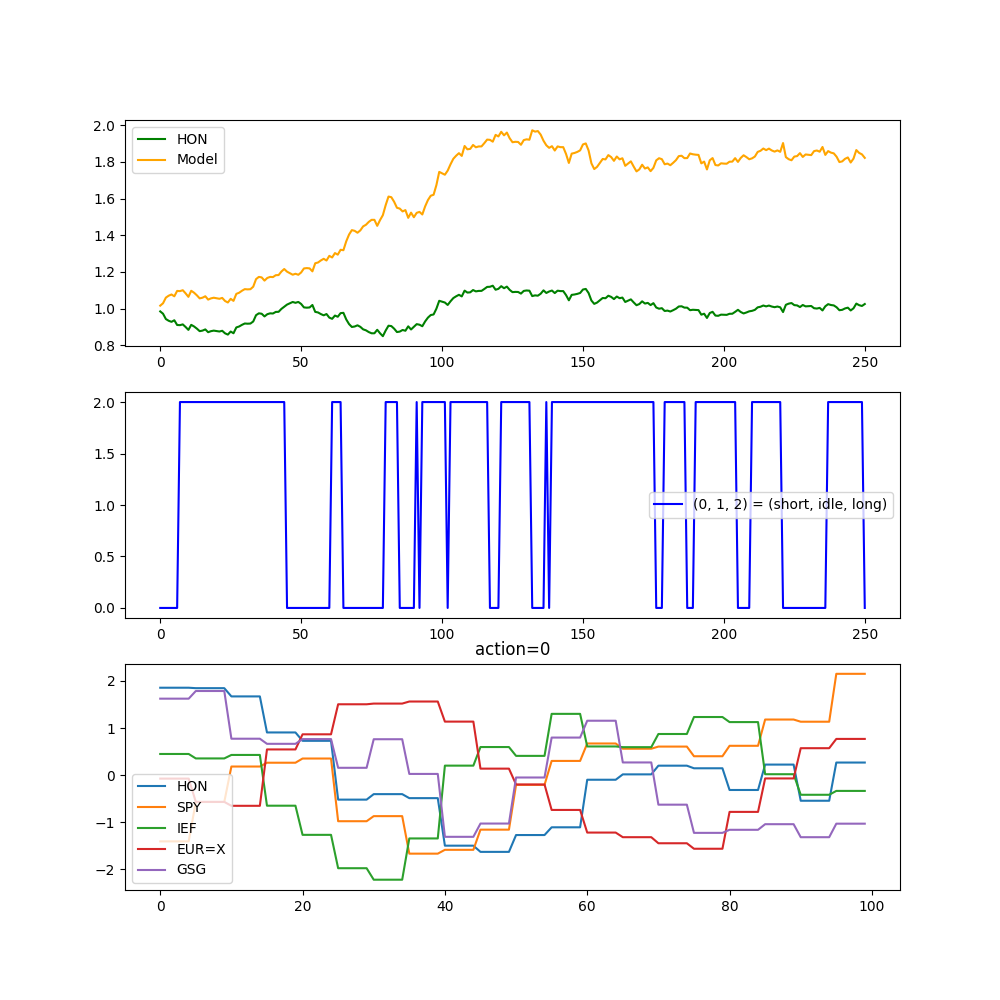 2.0
1.8
1.6
1.4
1.2
1.0
0.8
HON
Model
0 50 100 150 200 250
2.0
1.5
1.0
0.5
0.0
(0, 1, 2) = (short, idle, long)
0 50 100 150 200 250
action=0
2
1
0
−1
−2
HON
SPY
IEF
EUR=X
GSG
0 20 40 60 80 100